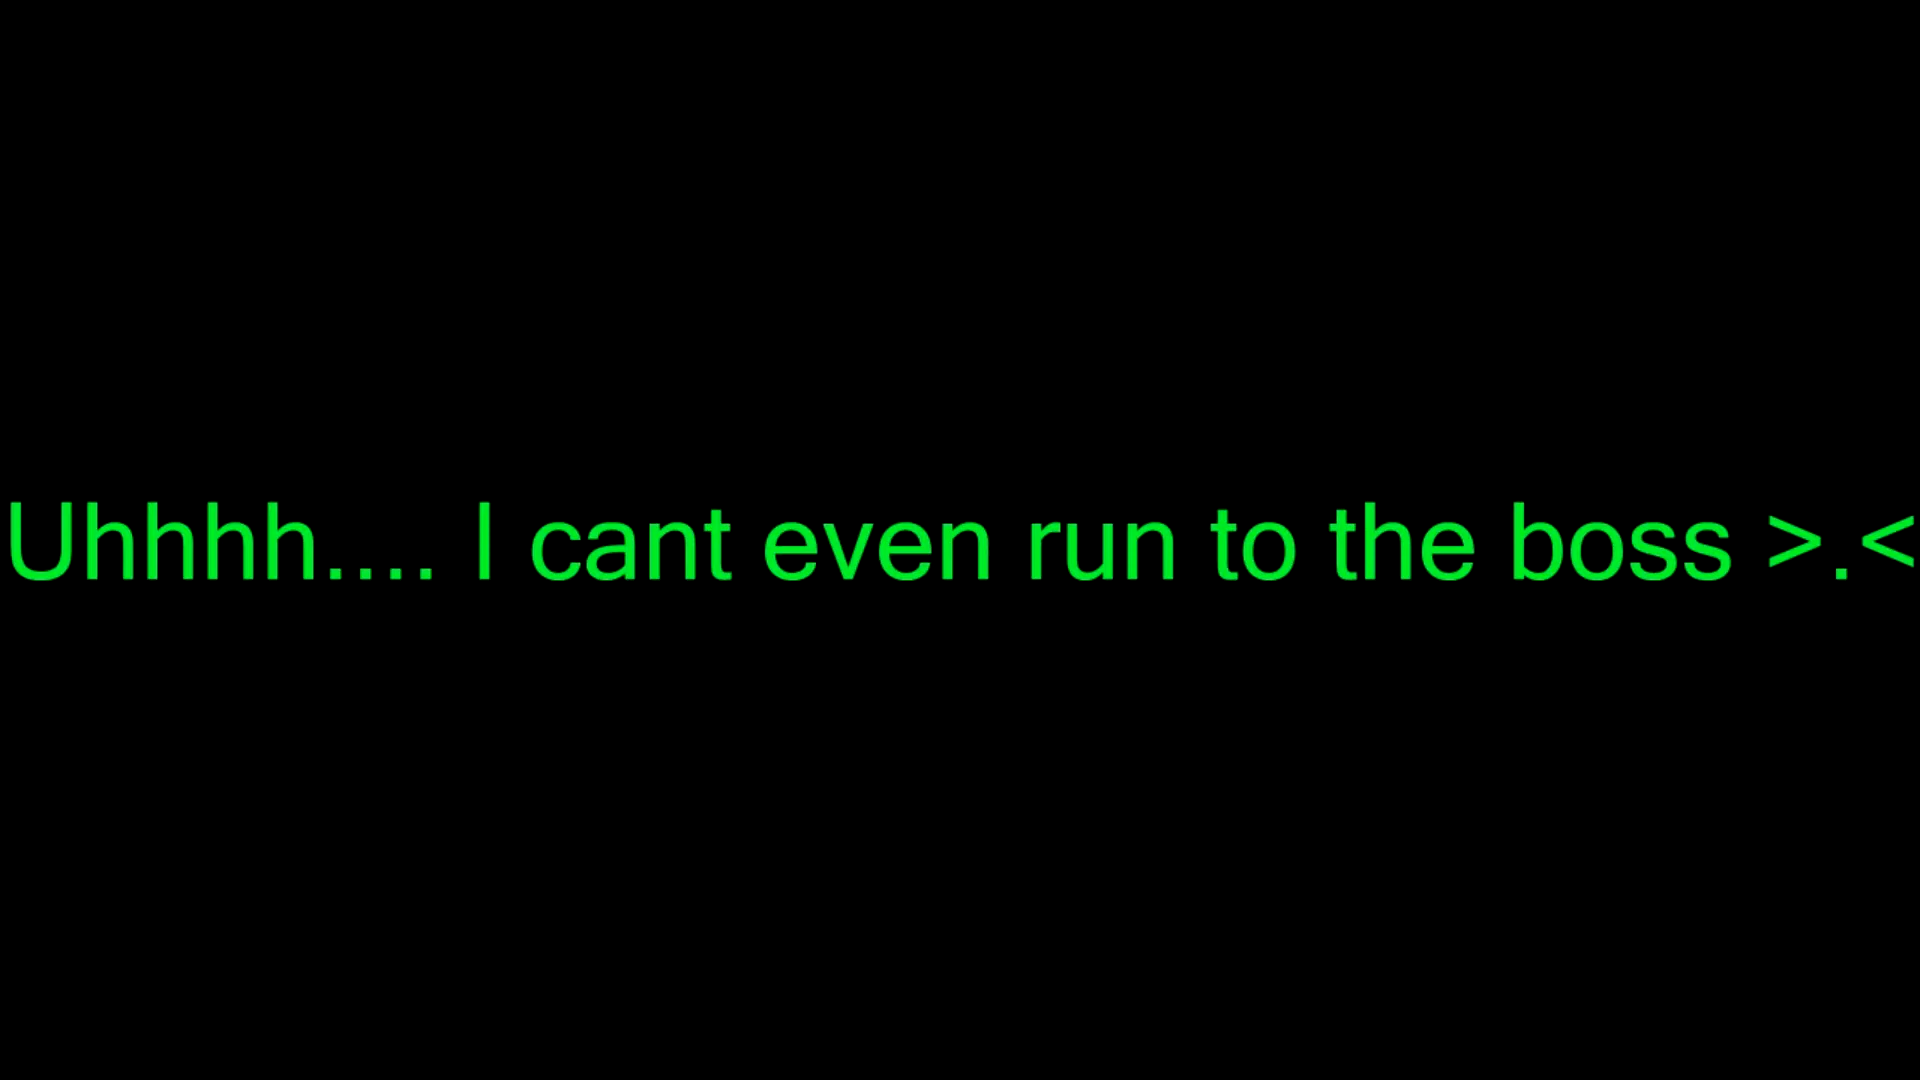 Uhhhh.... I cant even run to the boss >.<